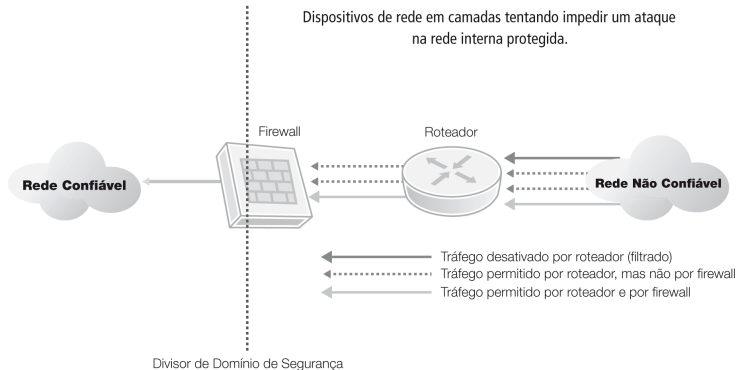 Dispositivos de rede em camadas tentando impedir um ataque
na rede interna protegida.
Firewall
Roteador
Rede Confiável
Rede Não Confiável
Tráfego desativado por roteador (filtrado)
Tráfego permitido por roteador, mas não por firewall
Tráfego permitido por roteador e por firewall
Divisor de Domínio de Segurança